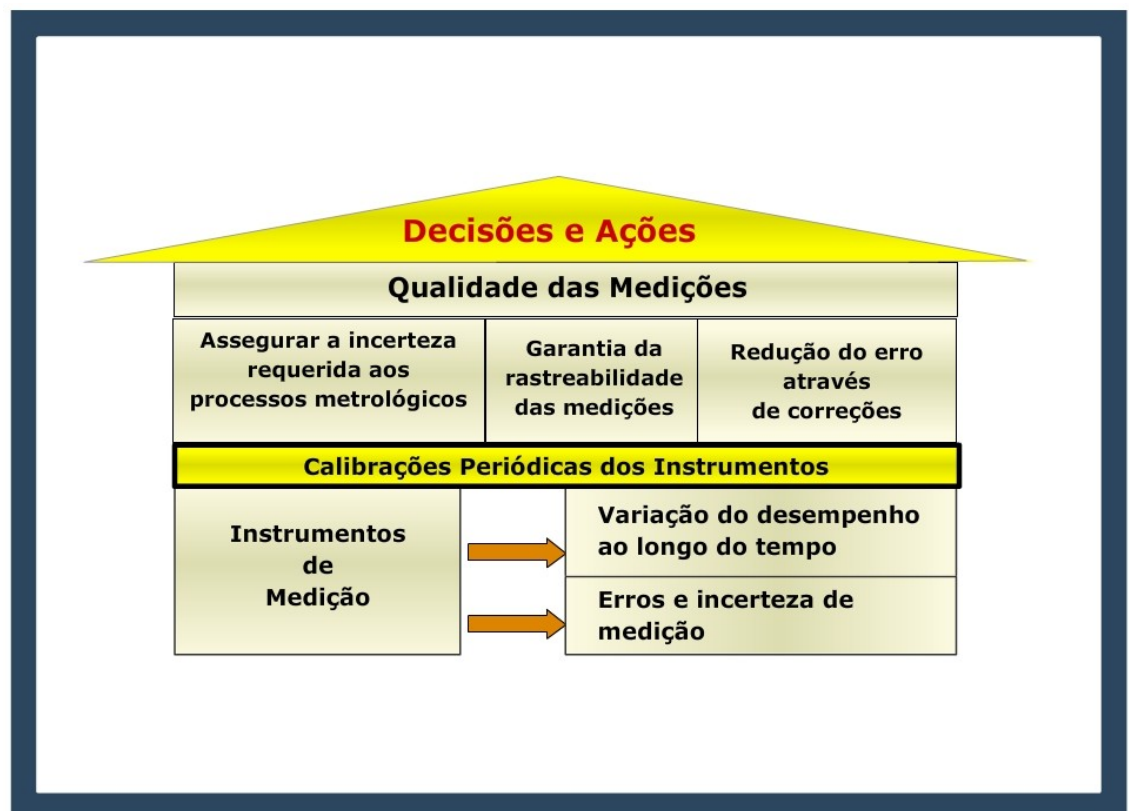 Decisões e Ações
Qualidade das Medições
Assegurar a incerteza
requerida aos
processos metrológicos
Garantia da
rastreabilidade
das medições
Redução do erro
através
de correções
Calibrações Periódicas dos Instrumentos
Instrumentos
de
Medição
Variação do desempenho
ao longo do tempo
Erros e incerteza de
medição